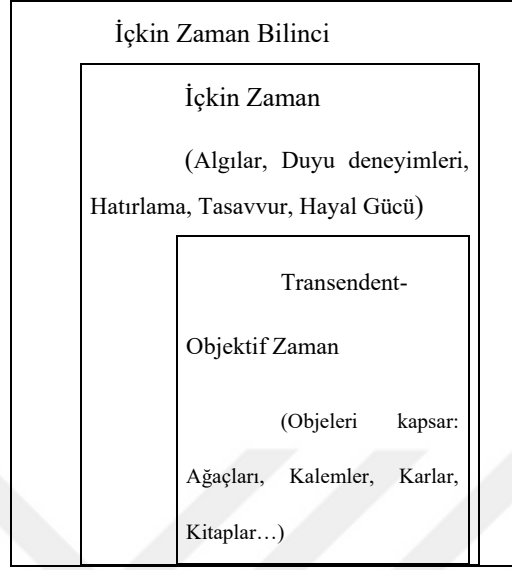 İçkin Zaman Bilinci
İçkin Zaman
(Algılar, Duyu deneyimleri,
Hatırlama, Tasavvur, Hayal Gücü)
Transendent-
Objektif Zaman
(Objeleri kapsar:
Ağaçları, Kalemler, Karlar,
Kitaplar…)